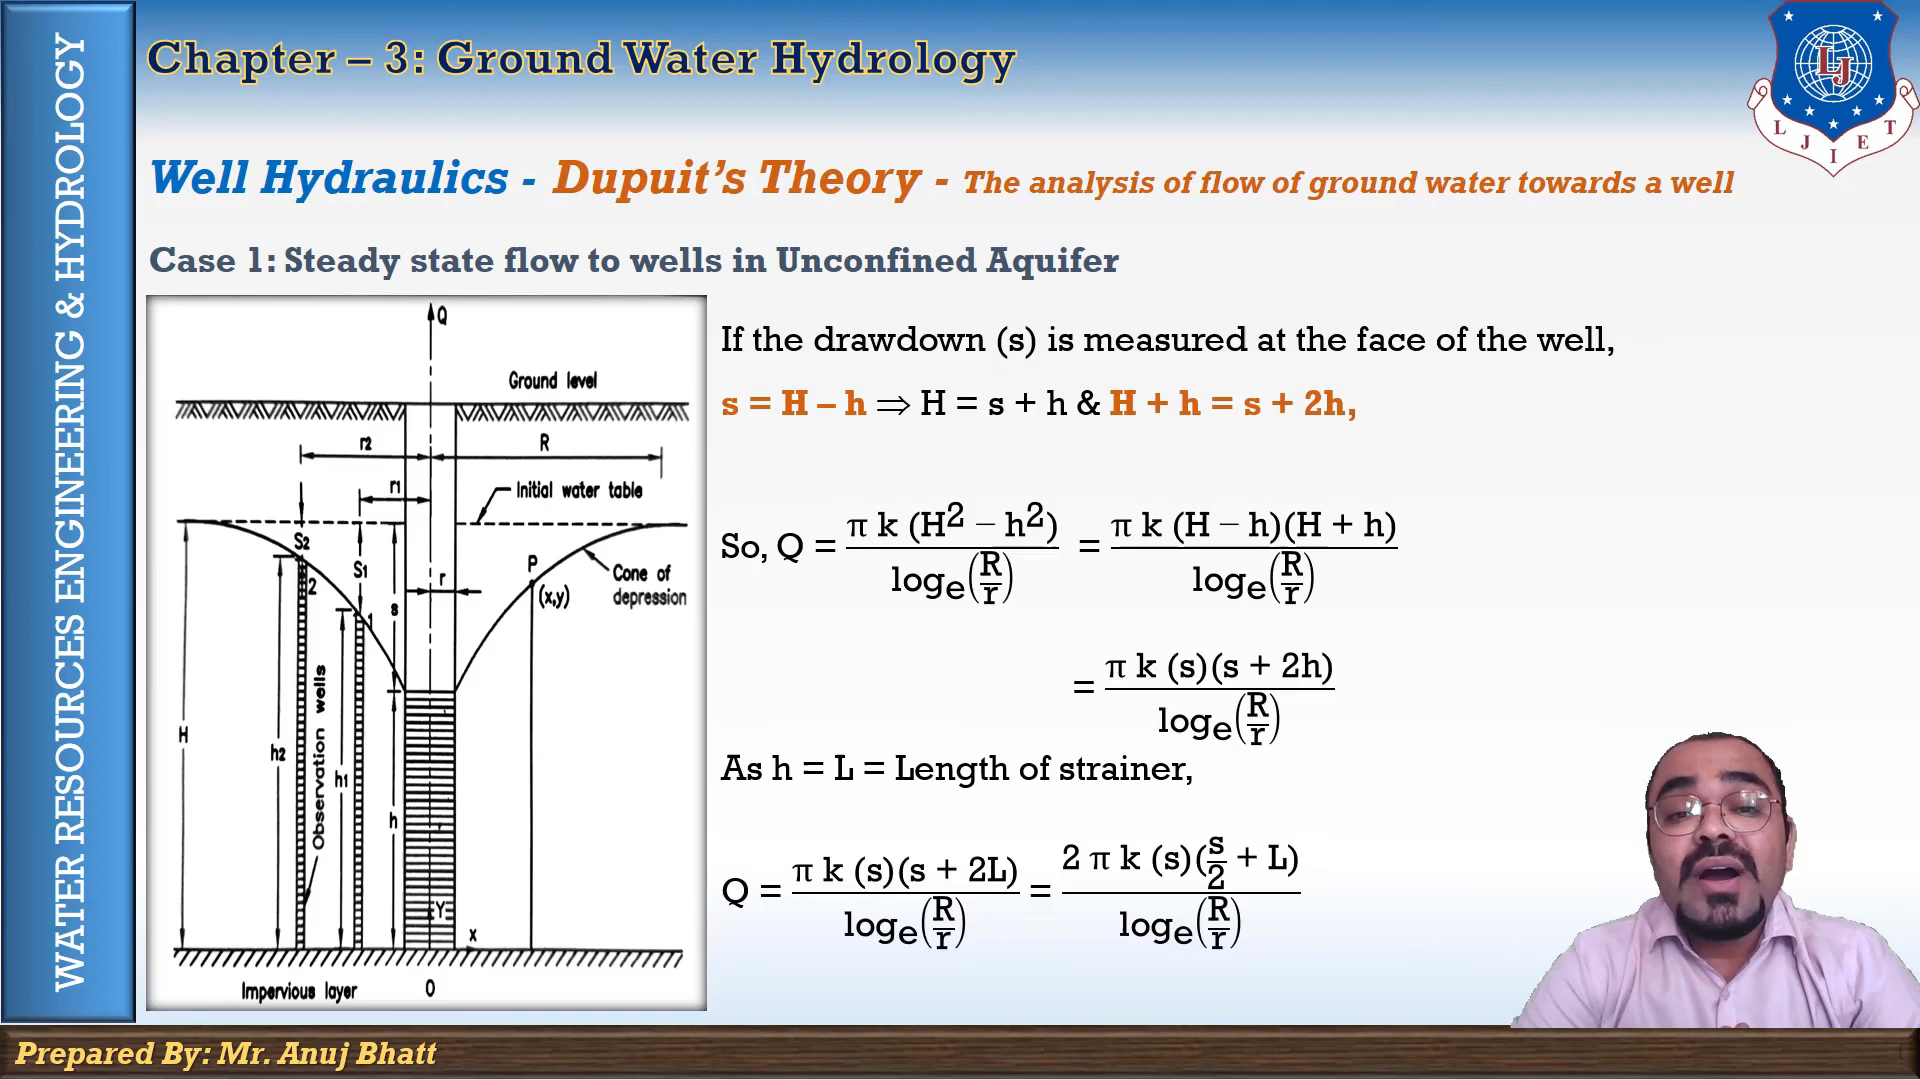 WATER RESOURCES ENGINEERING & HYDROLOGY
Chapter – 3: Ground Water Hydrology
L J I E T
LJ
Well Hydraulics - Dupuit’s Theory - The analysis of flow of ground water towards a well
Case 1: Steady state flow to wells in Unconfined Aquifer
Q
Ground level
r2
R
r1
Initial water table
S2
S1
P
r
2
(x,y)
Cone of
depression
s
1
Observation wells
H
h2
h1
h
Y
x
Impervious layer
O
If the drawdown (s) is measured at the face of the well,
s = H – h ⇒ H = s + h & H + h = s + 2h,
So, Q = π k (H² – h²) / logₑ(R/r) = π k (H – h)(H + h) / logₑ(R/r)
= π k (s)(s + 2h) / logₑ(R/r)
As h = L = Length of strainer,
Q = π k (s)(s + 2L) / logₑ(R/r) = 2 π k (s)(s/2 + L) / logₑ(R/r)
Prepared By: Mr. Anuj Bhatt